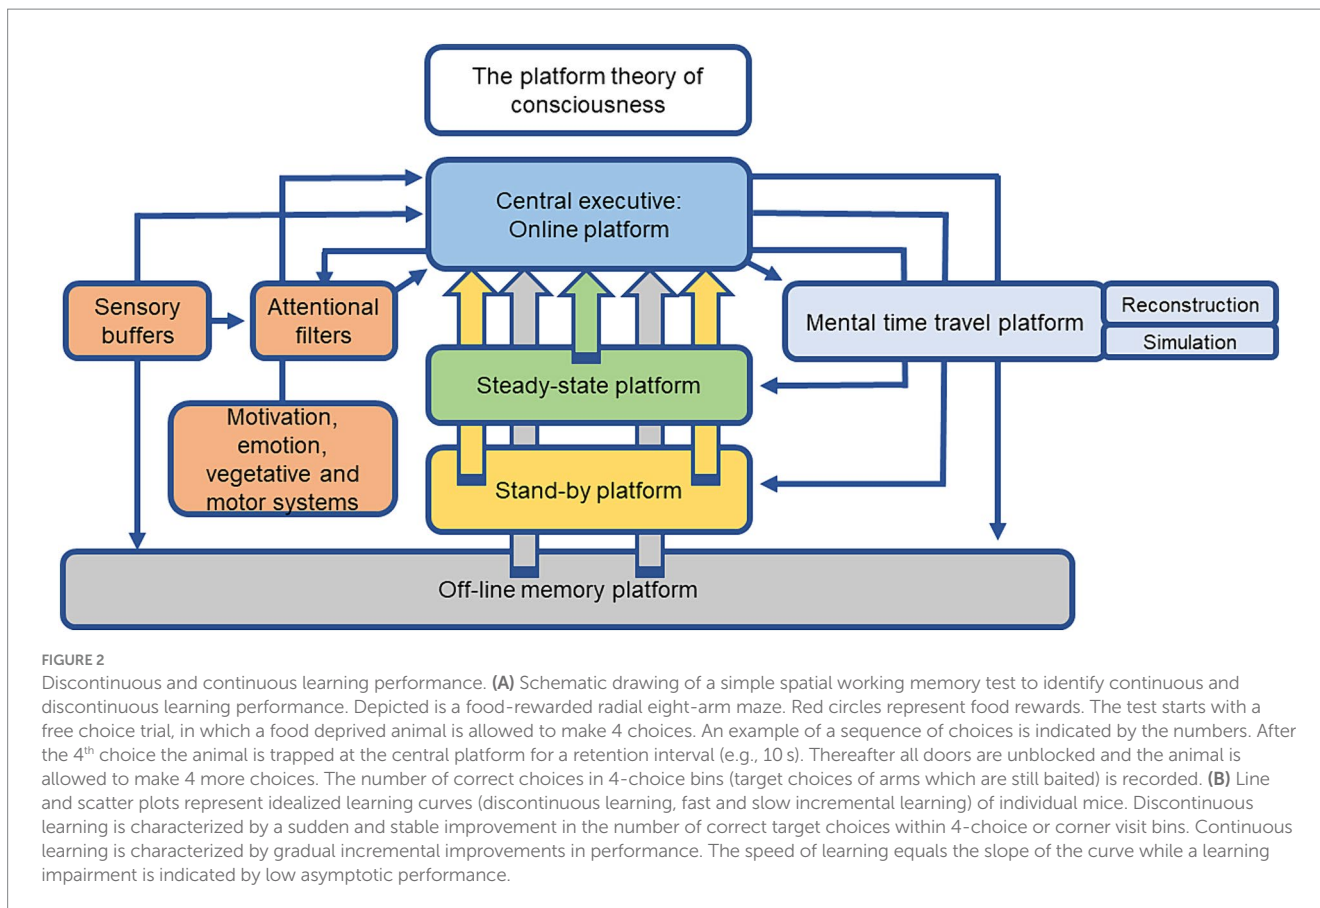 The platform theory of
consciousness
Central executive:
Online platform
Sensory
buffers
Attentional
filters
Mental time travel platform
Reconstruction
Simulation
Steady-state platform
Motivation,
emotion,
vegetative and
motor systems
Stand-by platform
Off-line memory platform
FIGURE 2
Discontinuous and continuous learning performance. (A) Schematic drawing of a simple spatial working memory test to identify continuous and
discontinuous learning performance. Depicted is a food-rewarded radial eight-arm maze. Red circles represent food rewards. The test starts with a
free choice trial, in which a food deprived animal is allowed to make 4 choices. An example of a sequence of choices is indicated by the numbers. After
the 4th choice the animal is trapped at the central platform for a retention interval (e.g., 10 s). Thereafter all doors are unblocked and the animal is
allowed to make 4 more choices. The number of correct choices in 4-choice bins (target choices of arms which are still baited) is recorded. (B) Line
and scatter plots represent idealized learning curves (discontinuous learning, fast and slow incremental learning) of individual mice. Discontinuous
learning is characterized by a sudden and stable improvement in the number of correct target choices within 4-choice or corner visit bins. Continuous
learning is characterized by gradual incremental improvements in performance. The speed of learning equals the slope of the curve while a learning
impairment is indicated by low asymptotic performance.